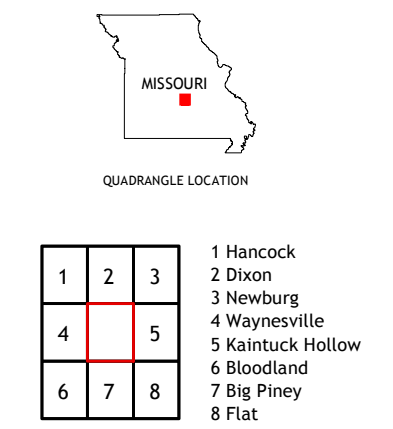 MISSOURI
QUADRANGLE LOCATION
1 2 3
4 5
6 7 8
1 Hancock
2 Dixon
3 Newburg
4 Waynesville
5 Kaintuck Hollow
6 Bloodland
7 Big Piney
8 Flat